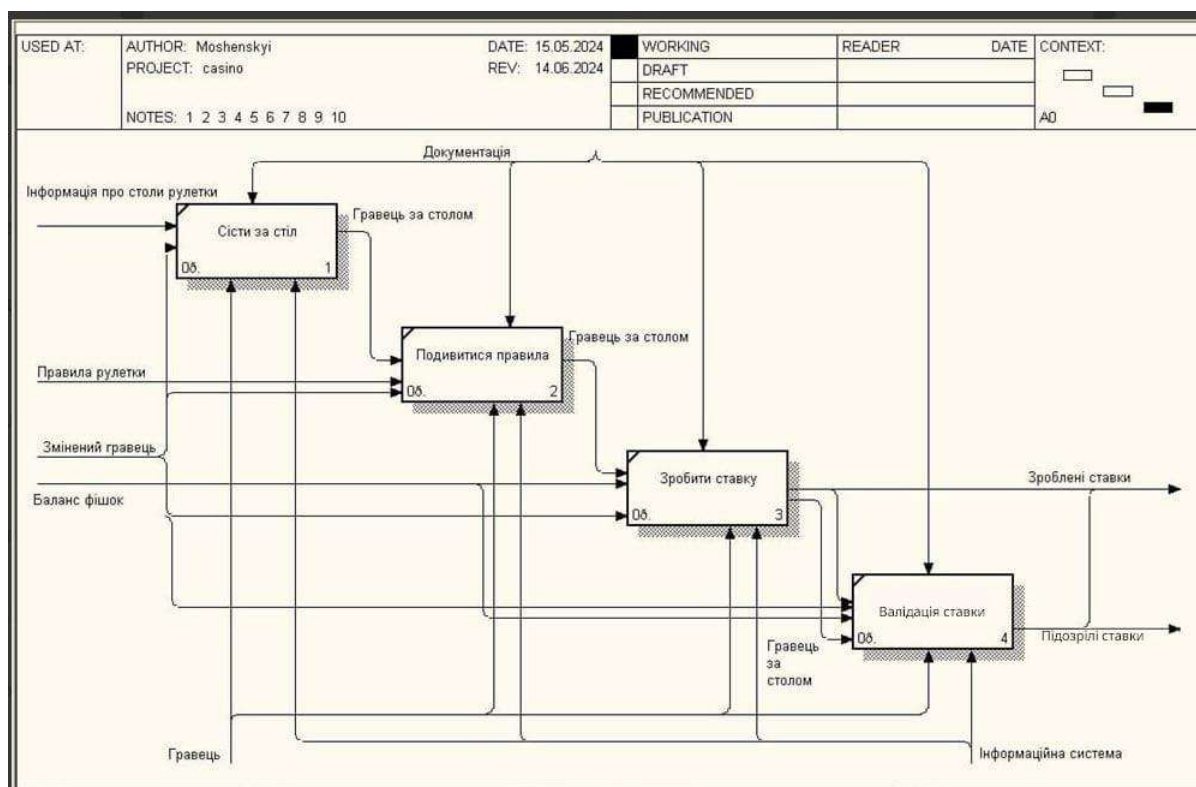 USED AT:
AUTHOR: Moshenskyi
DATE: 15.05.2024
WORKING
READER
DATE
CONTEXT:
PROJECT: casino
REV: 14.06.2024
DRAFT
RECOMMENDED
NOTES: 1 2 3 4 5 6 7 8 9 10
PUBLICATION
A0
Документація
Інформація про столи рулетки
Гравець за столом
Сісти за стіл
0б.
1
Гравець за столом
Подивитися правила
Правила рулетки
0б.
2
Змінений гравець
Зробити ставку
Зроблені ставки
Баланс фішок
0б.
3
Валідація ставки
0б.
4
Підозрілі ставки
Гравець
за
столом
Гравець
Інформаційна система